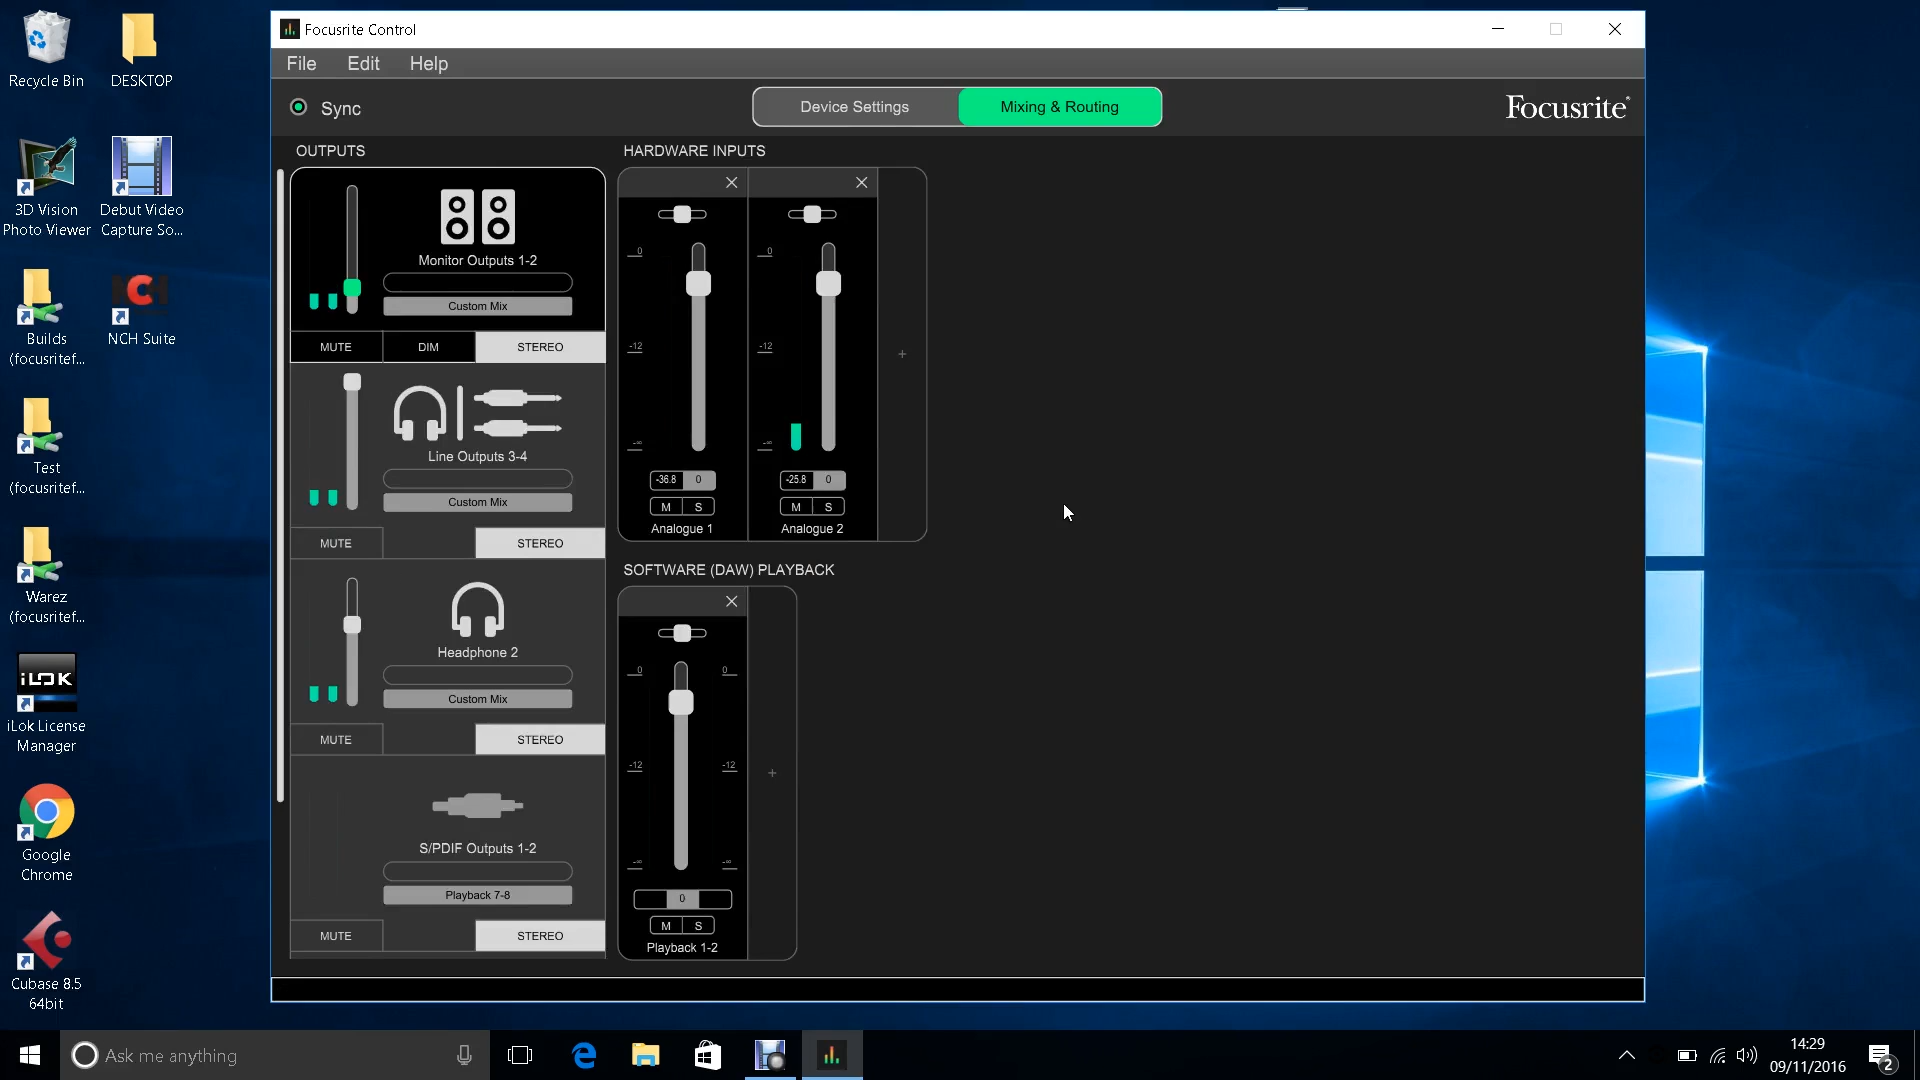 Recycle Bin
DESKTOP
3D Vision
Photo Viewer
Debut Video
Capture So...
Builds
(focusritef...
NCH Suite
Test
(focusritef...
Warez
(focusritef...
iLOK
iLok License
Manager
Google
Chrome
Cubase 8.5
64bit
Focusrite Control
File Edit Help
Sync
Device Settings
Mixing & Routing
Focusrite
OUTPUTS
Monitor Outputs 1-2
Custom Mix
MUTE DIM STEREO
Line Outputs 3-4
Custom Mix
MUTE STEREO
Headphone 2
Custom Mix
MUTE STEREO
S/PDIF Outputs 1-2
Playback 7-8
MUTE STEREO
HARDWARE INPUTS
0 0
-12 -12
-∞ -∞
-36.8 0 -25.8 0
M S M S
Analogue 1 Analogue 2
+
SOFTWARE (DAW) PLAYBACK
0 0
-12 -12
-∞ -∞
0
M S
Playback 1-2
+
Ask me anything
14:29
09/11/2016
2